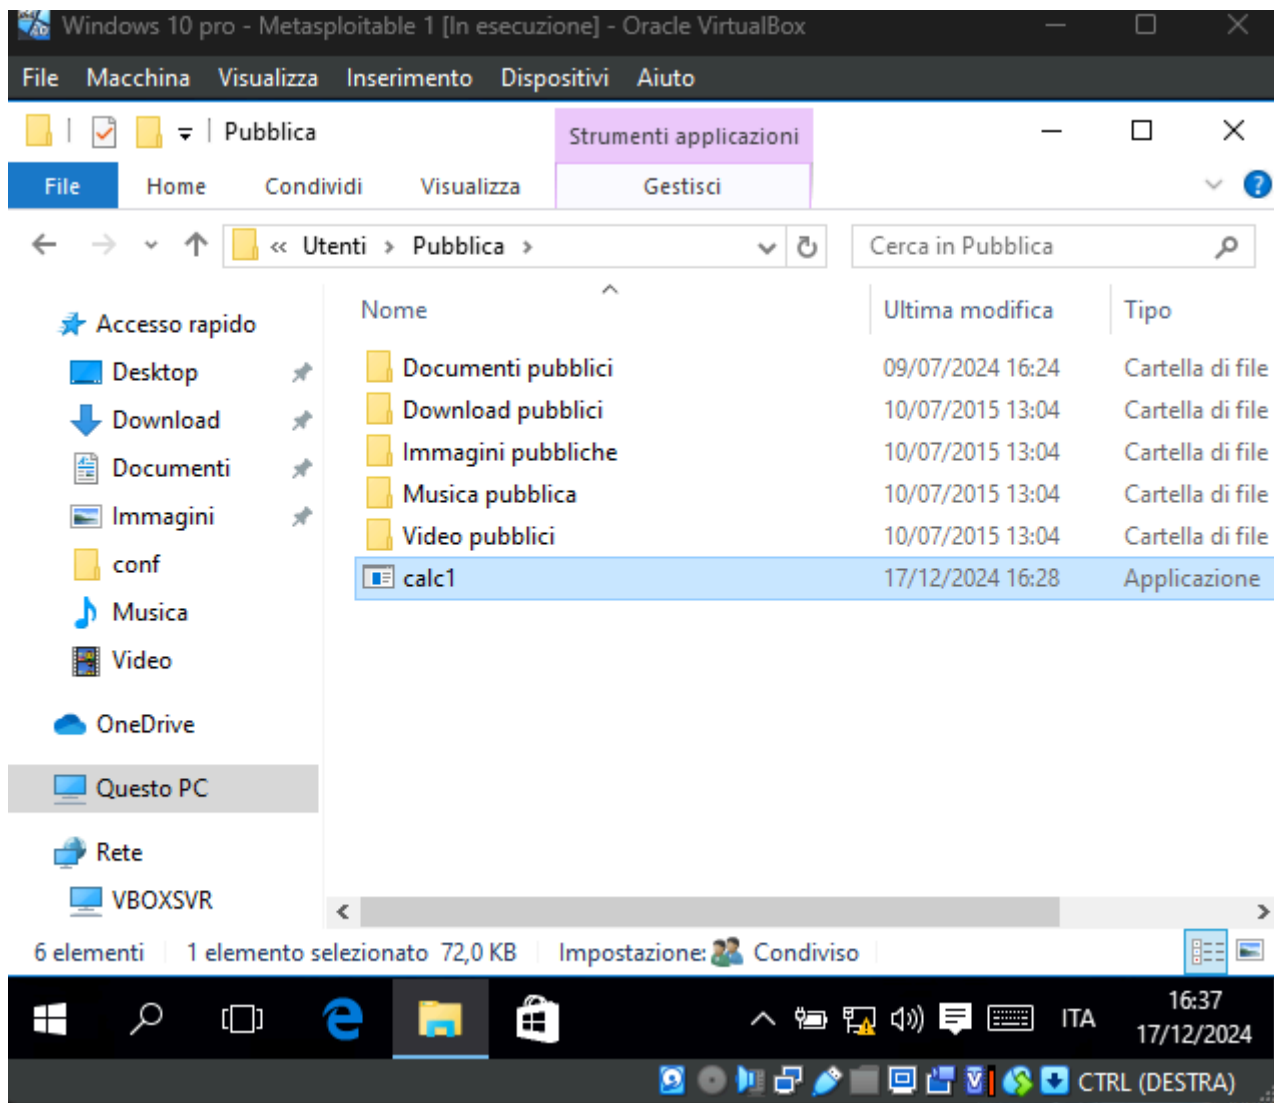 Windows 10 pro - Metasploitable 1 [In esecuzione] - Oracle VirtualBox
File Macchina Visualizza Inserimento Dispositivi Aiuto
Pubblica Strumenti applicazioni
File Home Condividi Visualizza Gestisci ?
« Utenti > Pubblica > Cerca in Pubblica
Nome Ultima modifica Tipo
Accesso rapido
Desktop
Download
Documenti
Immagini
conf
Musica
Video
OneDrive
Questo PC
Rete
VBOXSVR
Documenti pubblici 09/07/2024 16:24 Cartella di file
Download pubblici 10/07/2015 13:04 Cartella di file
Immagini pubbliche 10/07/2015 13:04 Cartella di file
Musica pubblica 10/07/2015 13:04 Cartella di file
Video pubblici 10/07/2015 13:04 Cartella di file
calc1 17/12/2024 16:28 Applicazione
6 elementi 1 elemento selezionato 72,0 KB Impostazione: Condiviso
ITA 16:37
17/12/2024
CTRL (DESTRA)